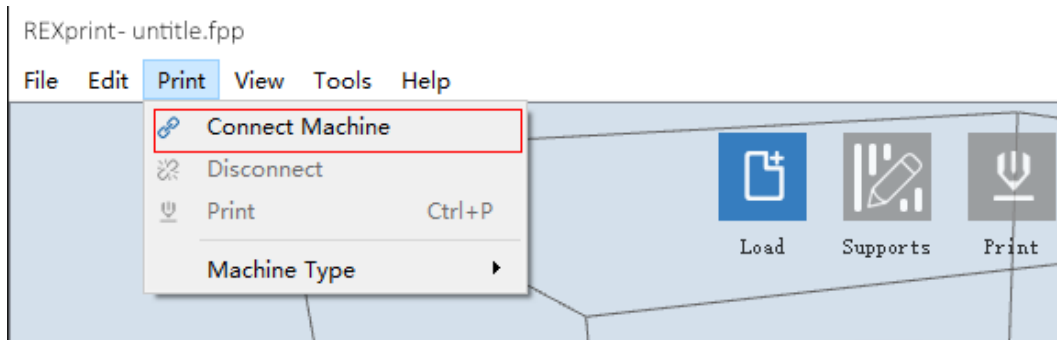 REXprint- untitle.fpp
File Edit Print View Tools Help
Connect Machine
Disconnect
Print Ctrl+P
Machine Type
Load Supports Print